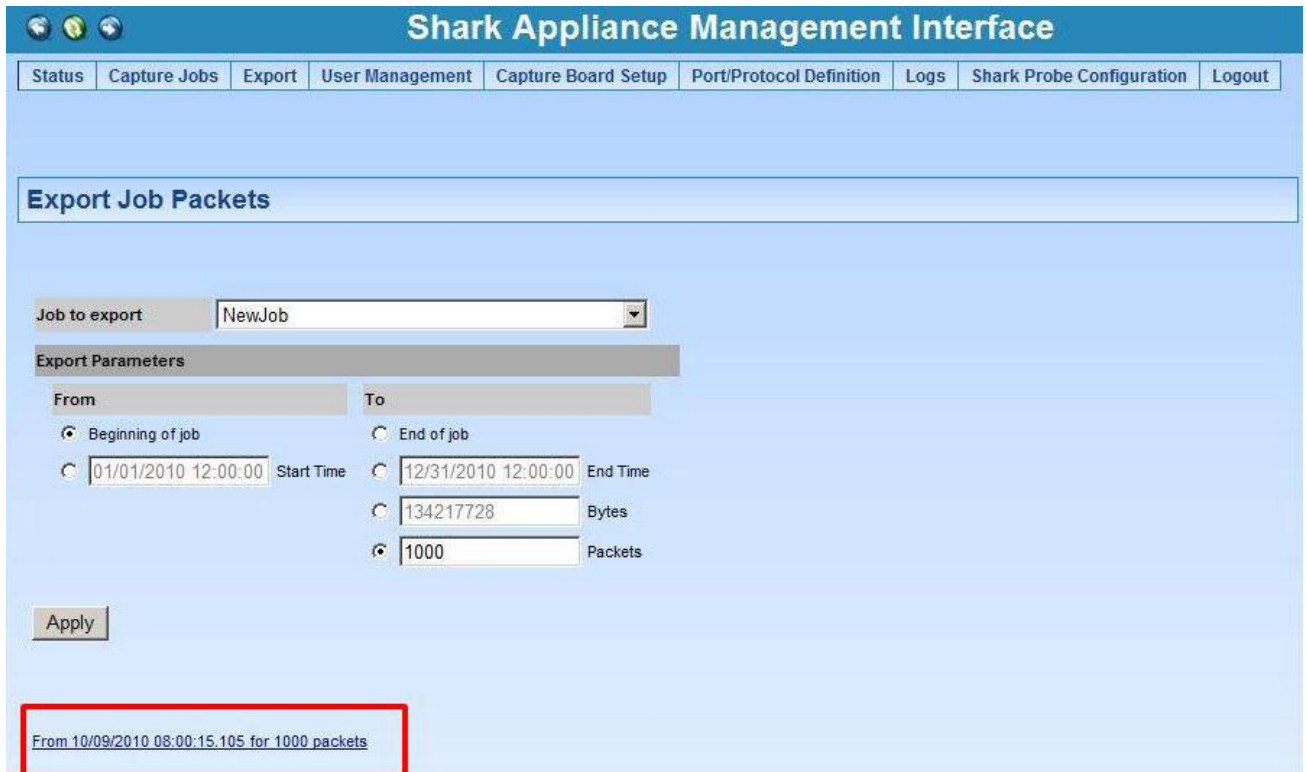 Shark Appliance Management Interface
Status Capture Jobs Export User Management Capture Board Setup Port/Protocol Definition Logs Shark Probe Configuration Logout
Export Job Packets
Job to export NewJob
Export Parameters
From To
Beginning of job End of job
01/01/2010 12:00:00 Start Time 12/31/2010 12:00:00 End Time
134217728 Bytes
1000 Packets
Apply
From 10/09/2010 08:00:15.105 for 1000 packets